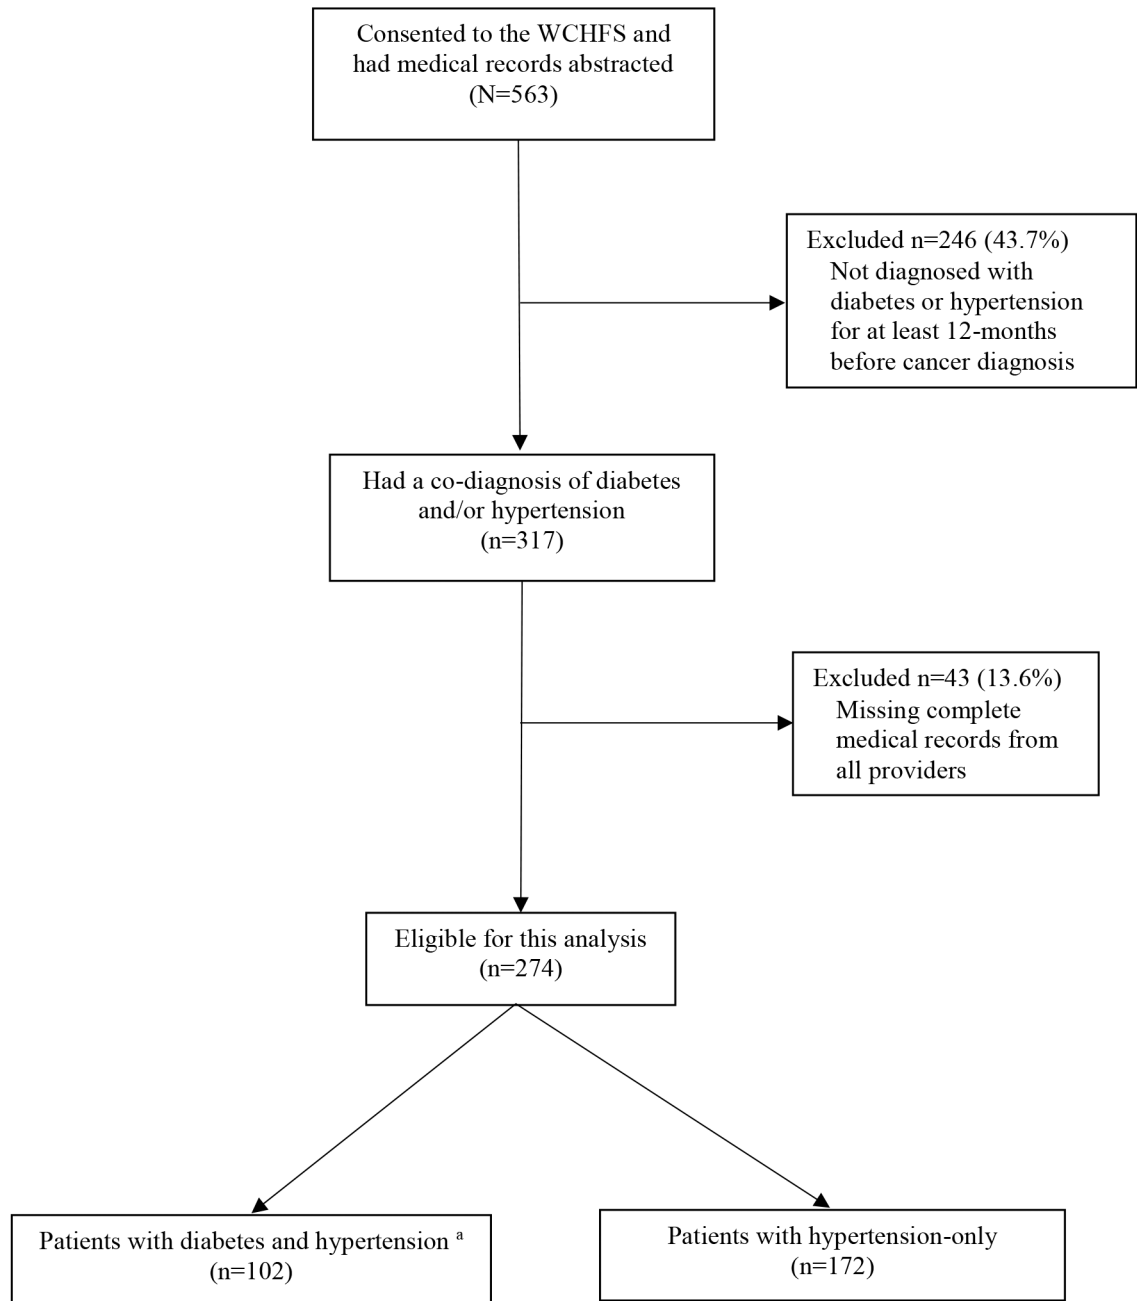 Consented to the WCHFS and
had medical records abstracted
(N=563)
Excluded n=246 (43.7%)
Not diagnosed with
diabetes or hypertension
for at least 12-months
before cancer diagnosis
Had a co-diagnosis of diabetes
and/or hypertension
(n=317)
Excluded n=43 (13.6%)
Missing complete
medical records from
all providers
Eligible for this analysis
(n=274)
Patients with diabetes and hypertension ᵃ
(n=102)
Patients with hypertension-only
(n=172)